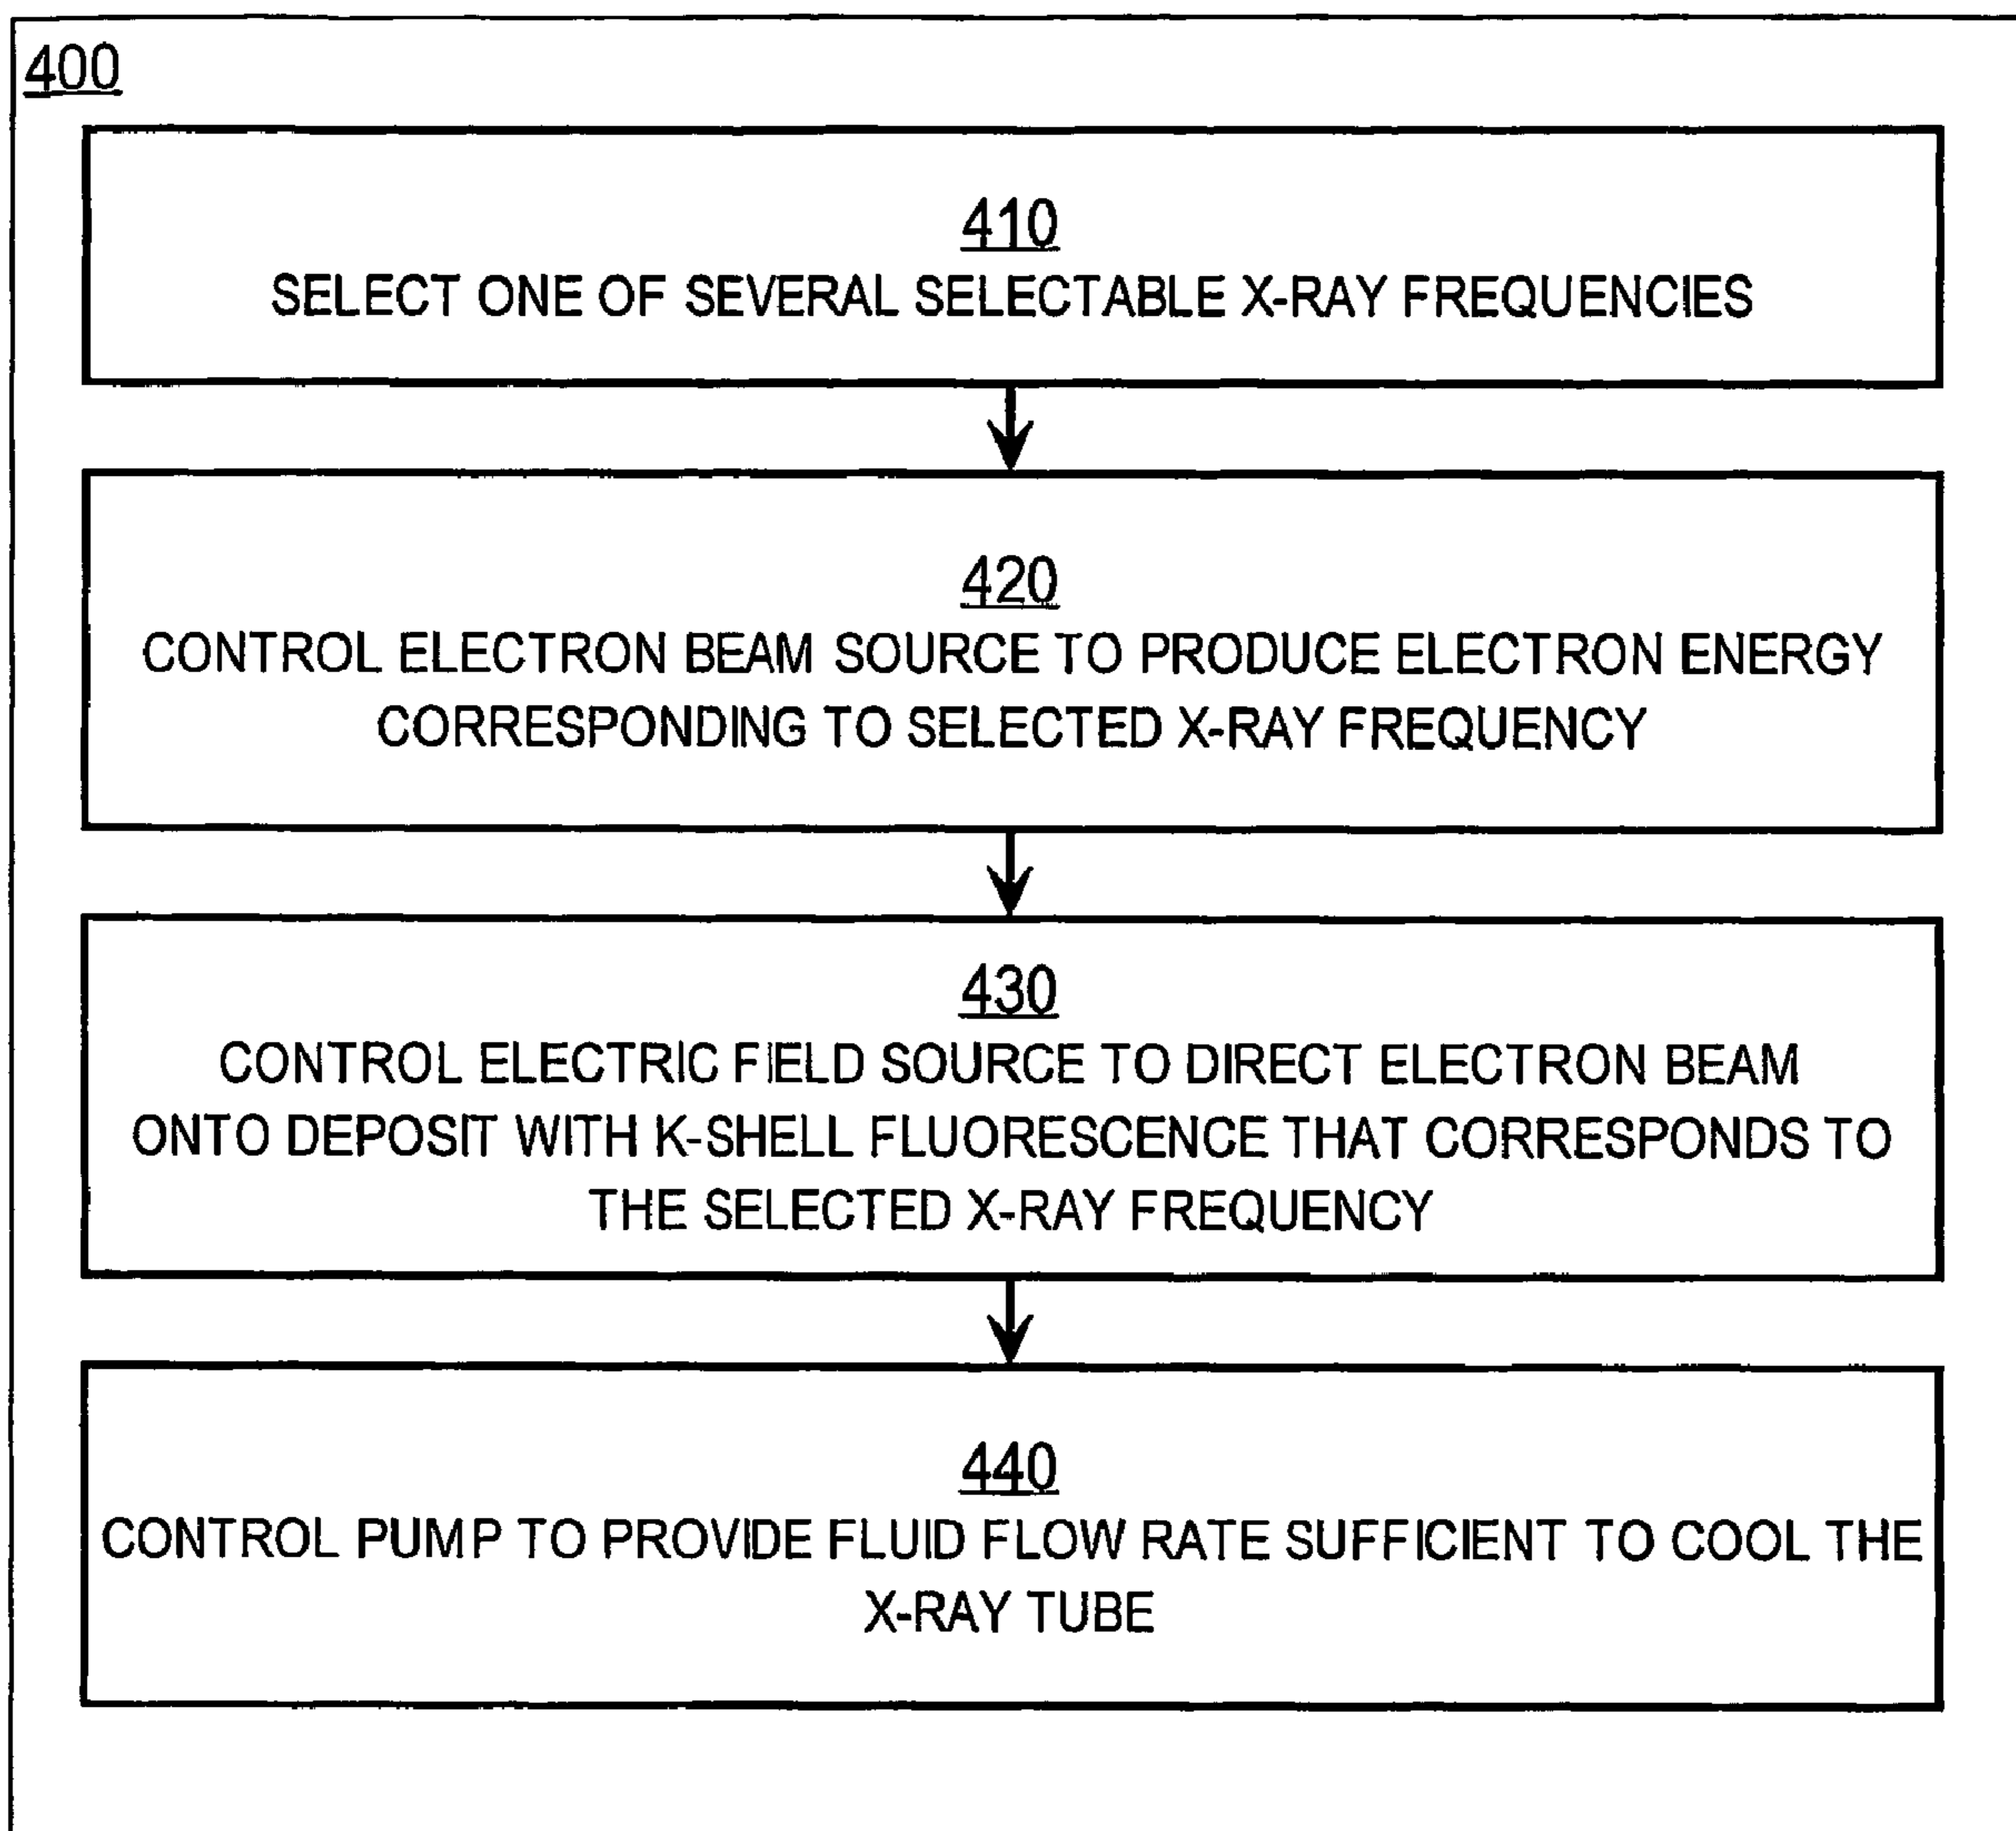 400
410
SELECT ONE OF SEVERAL SELECTABLE X-RAY FREQUENCIES
420
CONTROL ELECTRON BEAM SOURCE TO PRODUCE ELECTRON ENERGY
CORRESPONDING TO SELECTED X-RAY FREQUENCY
430
CONTROL ELECTRIC FIELD SOURCE TO DIRECT ELECTRON BEAM
ONTO DEPOSIT WITH K-SHELL FLUORESCENCE THAT CORRESPONDS TO
THE SELECTED X-RAY FREQUENCY
440
CONTROL PUMP TO PROVIDE FLUID FLOW RATE SUFFICIENT TO COOL THE
X-RAY TUBE